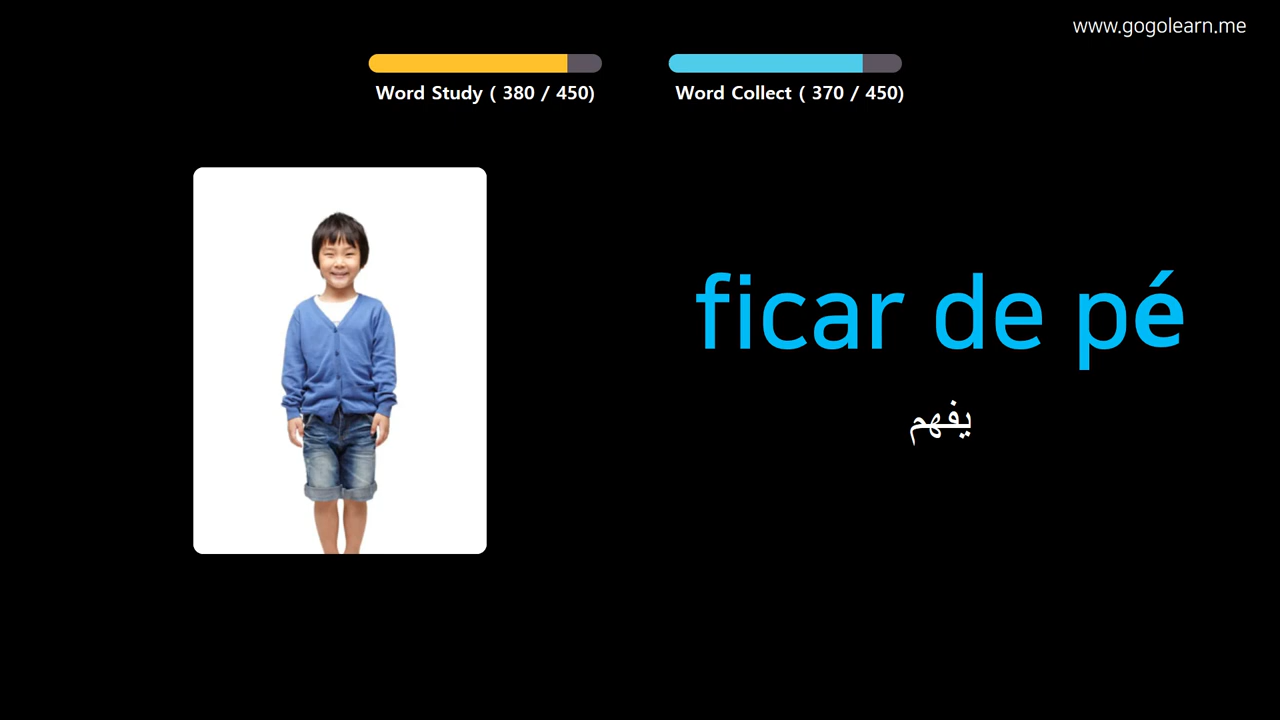 www.gogolearn.me
Word Study ( 380 / 450)
Word Collect ( 370 / 450)
ficar de pé
يفهم